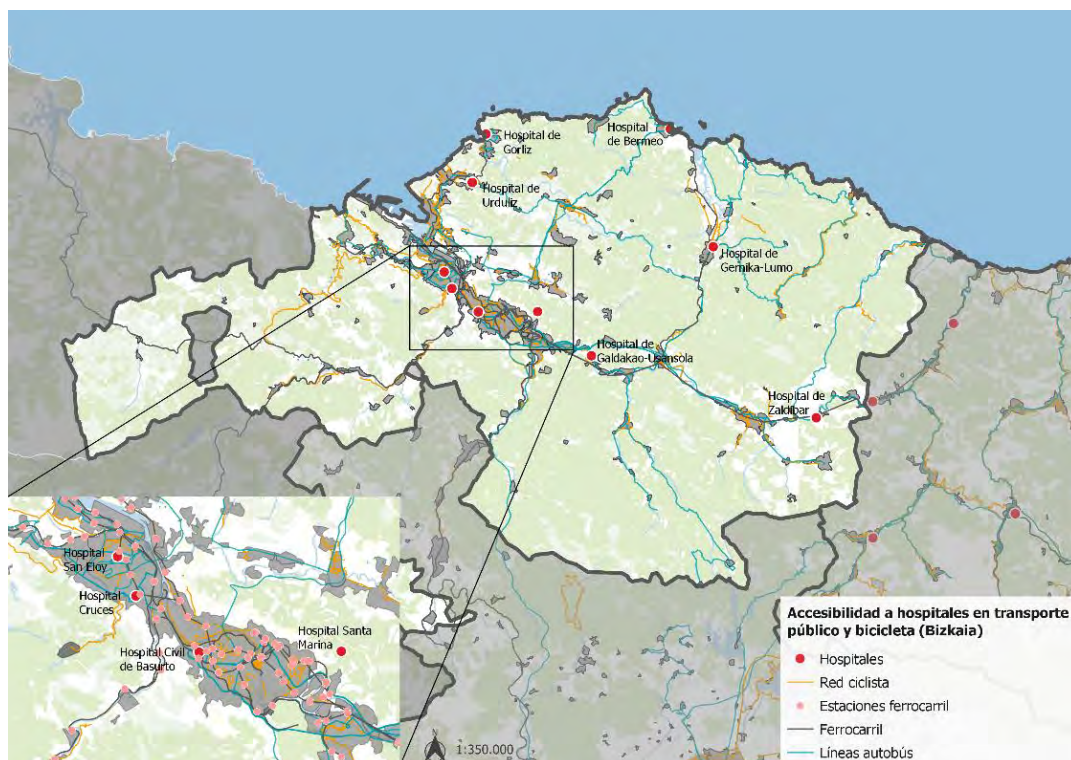 Hospital de
Gorliz
Hospital
de Bermeo
Hospital de
Urduliz
Hospital de
Gernika-Lumo
Hospital de
Galdakao-Usansola
Hospital de
Zaldibar
Hospital
San Eloy
Hospital
Cruces
Hospital Civil
de Basurto
Hospital Santa
Marina
1:350.000
Accesibilidad a hospitales en transporte
público y bicicleta (Bizkaia)
Hospitales
Red ciclista
Estaciones ferrocarril
Ferrocarril
Líneas autobús